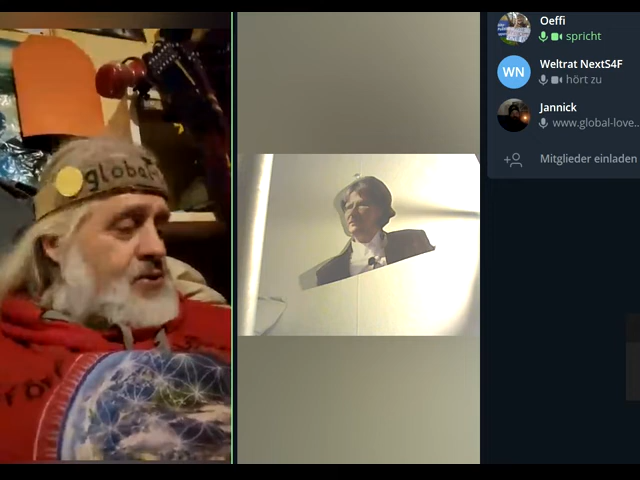 global
Oeffi
spricht
WN
Weltrat NextS4F
hört zu
Jannick
www.global-love...
Mitglieder einladen